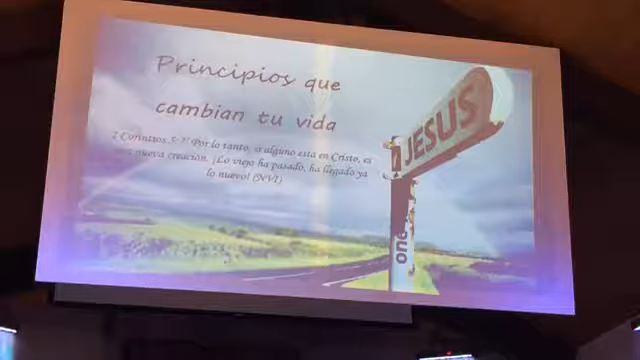 Principios que
cambian tu vida
2 Corintios 5:17 Por lo tanto, si alguno está en Cristo, es
una nueva creación. ¡Lo viejo ha pasado, ha llegado ya
lo nuevo! (NVI)
JESUS
one